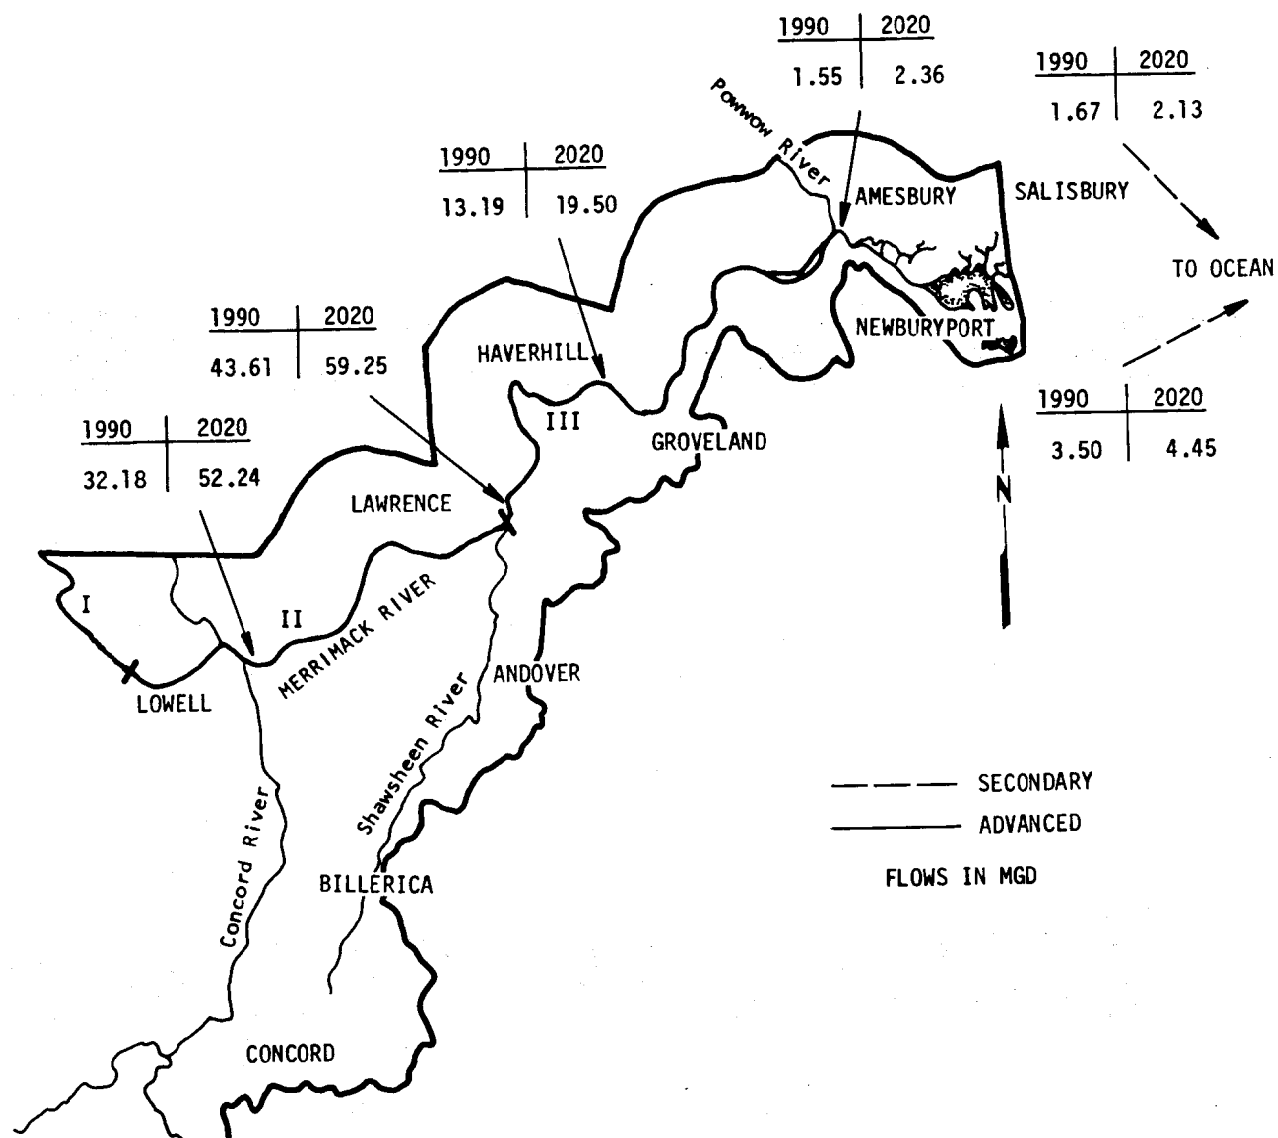 1990 2020
1.55 2.36
1990 2020
1.67 2.13
Powwow River
1990 2020
13.19 19.50
AMESBURY
SALISBURY
TO OCEAN
1990 2020
43.61 59.25
NEWBURYPORT
HAVERHILL
1990 2020
3.50 4.45
1990 2020
32.18 52.24
III
GROVELAND
N
LAWRENCE
I
II
MERRIMACK RIVER
LOWELL
ANDOVER
Shawsheen River
SECONDARY
ADVANCED
FLOWS IN MGD
Concord River
BILLERICA
CONCORD